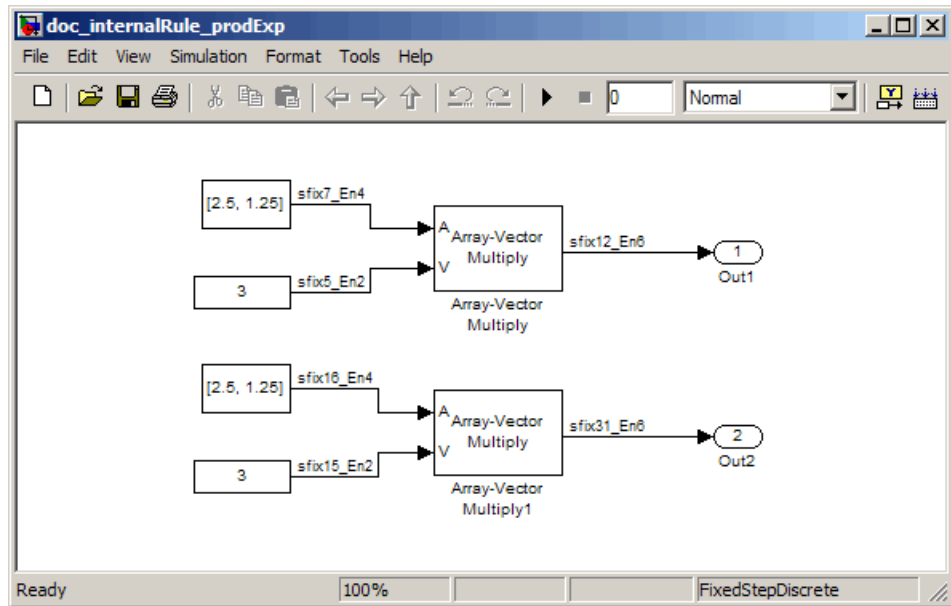 doc_internalRule_prodExp
File Edit View Simulation Format Tools Help
0 Normal
[2.5, 1.25]
sfix7_En4
3
sfix5_En2
A
V
Array-Vector
Multiply
Array-Vector
Multiply
sfix12_En6
1
Out1
[2.5, 1.25]
sfix16_En4
3
sfix15_En2
A
V
Array-Vector
Multiply
Array-Vector
Multiply1
sfix31_En6
2
Out2
Ready 100% FixedStepDiscrete